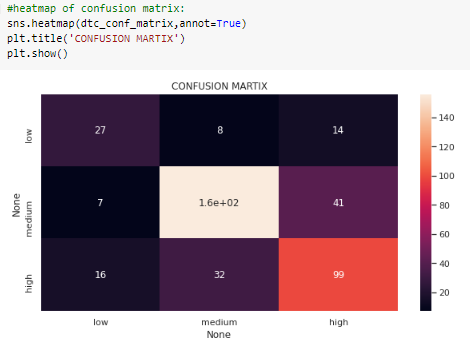 #heatmap of confusion matrix:
sns.heatmap(dtc_conf_matrix,annot=True)
plt.title('CONFUSION MARTIX')
plt.show()
CONFUSION MARTIX
low 27 8 14
medium 7 1.6e+02 41
high 16 32 99
None
low medium high
None
140
120
100
80
60
40
20